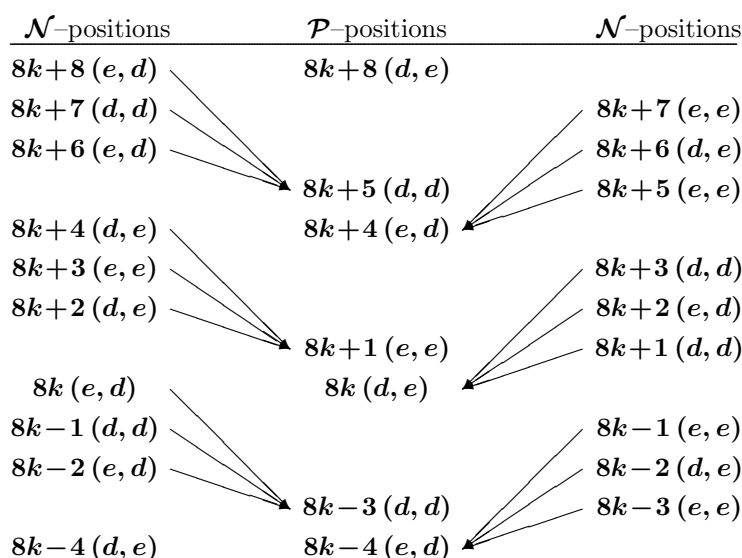 𝒩–positions 𝒫–positions 𝒩–positions
8k+8 (e, d) 8k+8 (d, e)
8k+7 (d, d) 8k+7 (e, e)
8k+6 (e, d) 8k+6 (d, e)
8k+5 (d, d) 8k+5 (e, e)
8k+4 (d, e) 8k+4 (e, d)
8k+3 (e, e) 8k+3 (d, d)
8k+2 (d, e) 8k+2 (e, d)
8k+1 (e, e) 8k+1 (d, d)
8k (e, d) 8k (d, e)
8k−1 (d, d) 8k−1 (e, e)
8k−2 (e, d) 8k−2 (d, e)
8k−3 (d, d) 8k−3 (e, e)
8k−4 (d, e) 8k−4 (e, d)